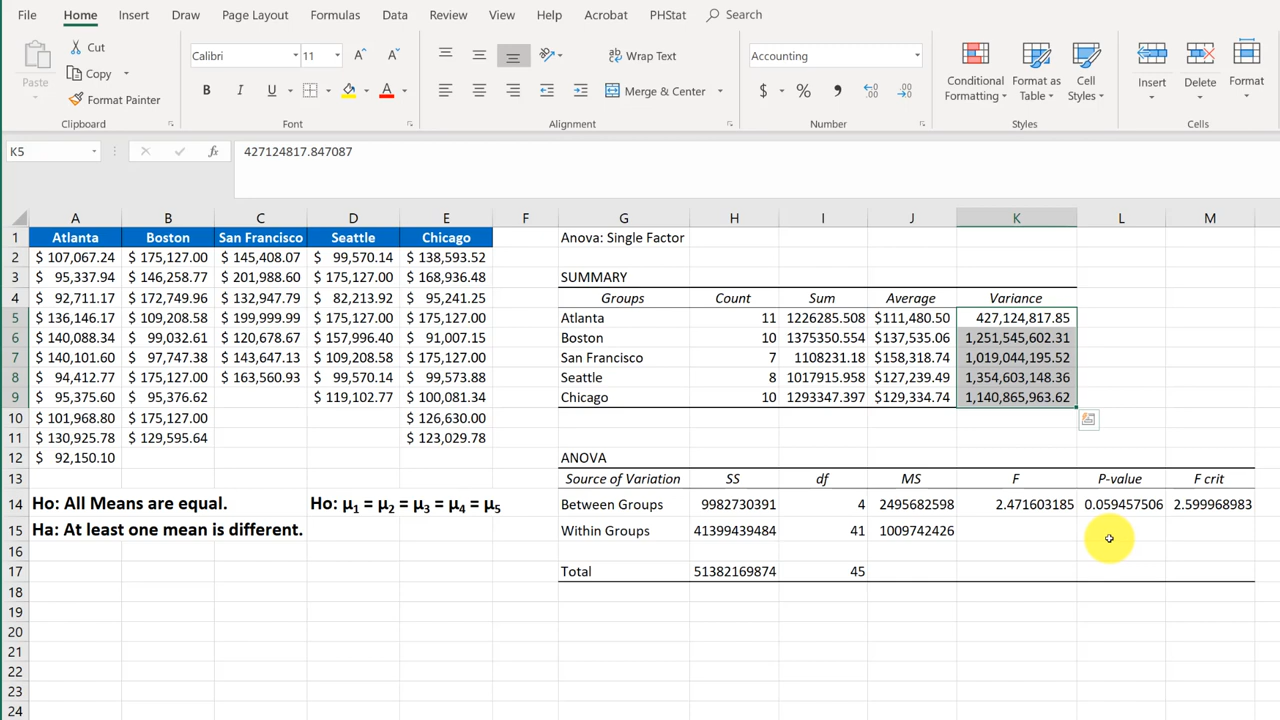 File Home Insert Draw Page Layout Formulas Data Review View Help Acrobat PHStat Search
Paste Cut Copy Format Painter Clipboard
Calibri 11 A A B I U A Font
ab Wrap Text Merge & Center Alignment
Accounting $ % , .00 Number
Conditional Formatting Format as Table Cell Styles Styles
Insert Delete Format Cells
K5 fx 427124817.847087
A B C D E F G H I J K L M
1 Atlanta Boston San Francisco Seattle Chicago Anova: Single Factor
2 $ 107,067.24 $ 175,127.00 $ 145,408.07 $ 99,570.14 $ 138,593.52
3 $ 95,337.94 $ 146,258.77 $ 201,988.60 $ 175,127.00 $ 168,936.48 SUMMARY
4 $ 92,711.17 $ 172,749.96 $ 132,947.79 $ 82,213.92 $ 95,241.25 Groups Count Sum Average Variance
5 $ 136,146.17 $ 109,208.58 $ 199,999.99 $ 175,127.00 $ 175,127.00 Atlanta 11 1226285.508 $111,480.50 427,124,817.85
6 $ 140,088.34 $ 99,032.61 $ 120,678.67 $ 157,996.40 $ 91,007.15 Boston 10 1375350.554 $137,535.06 1,251,545,602.31
7 $ 140,101.60 $ 97,747.38 $ 143,647.13 $ 109,208.58 $ 175,127.00 San Francisco 7 1108231.18 $158,318.74 1,019,044,195.52
8 $ 94,412.77 $ 175,127.00 $ 163,560.93 $ 99,570.14 $ 99,573.88 Seattle 8 1017915.958 $127,239.49 1,354,603,148.36
9 $ 95,375.60 $ 95,376.62 $ 119,102.77 $ 100,081.34 Chicago 10 1293347.397 $129,334.74 1,140,865,963.62
10 $ 101,968.80 $ 175,127.00 $ 126,630.00
11 $ 130,925.78 $ 129,595.64 $ 123,029.78
12 $ 92,150.10 ANOVA
13 Source of Variation SS df MS F P-value F crit
14 Ho: All Means are equal. Ho: μ1 = μ2 = μ3 = μ4 = μ5 Between Groups 9982730391 4 2495682598 2.471603185 0.059457506 2.599968983
15 Ha: At least one mean is different. Within Groups 41399439484 41 1009742426
16
17 Total 51382169874 45
18
19
20
21
22
23
24